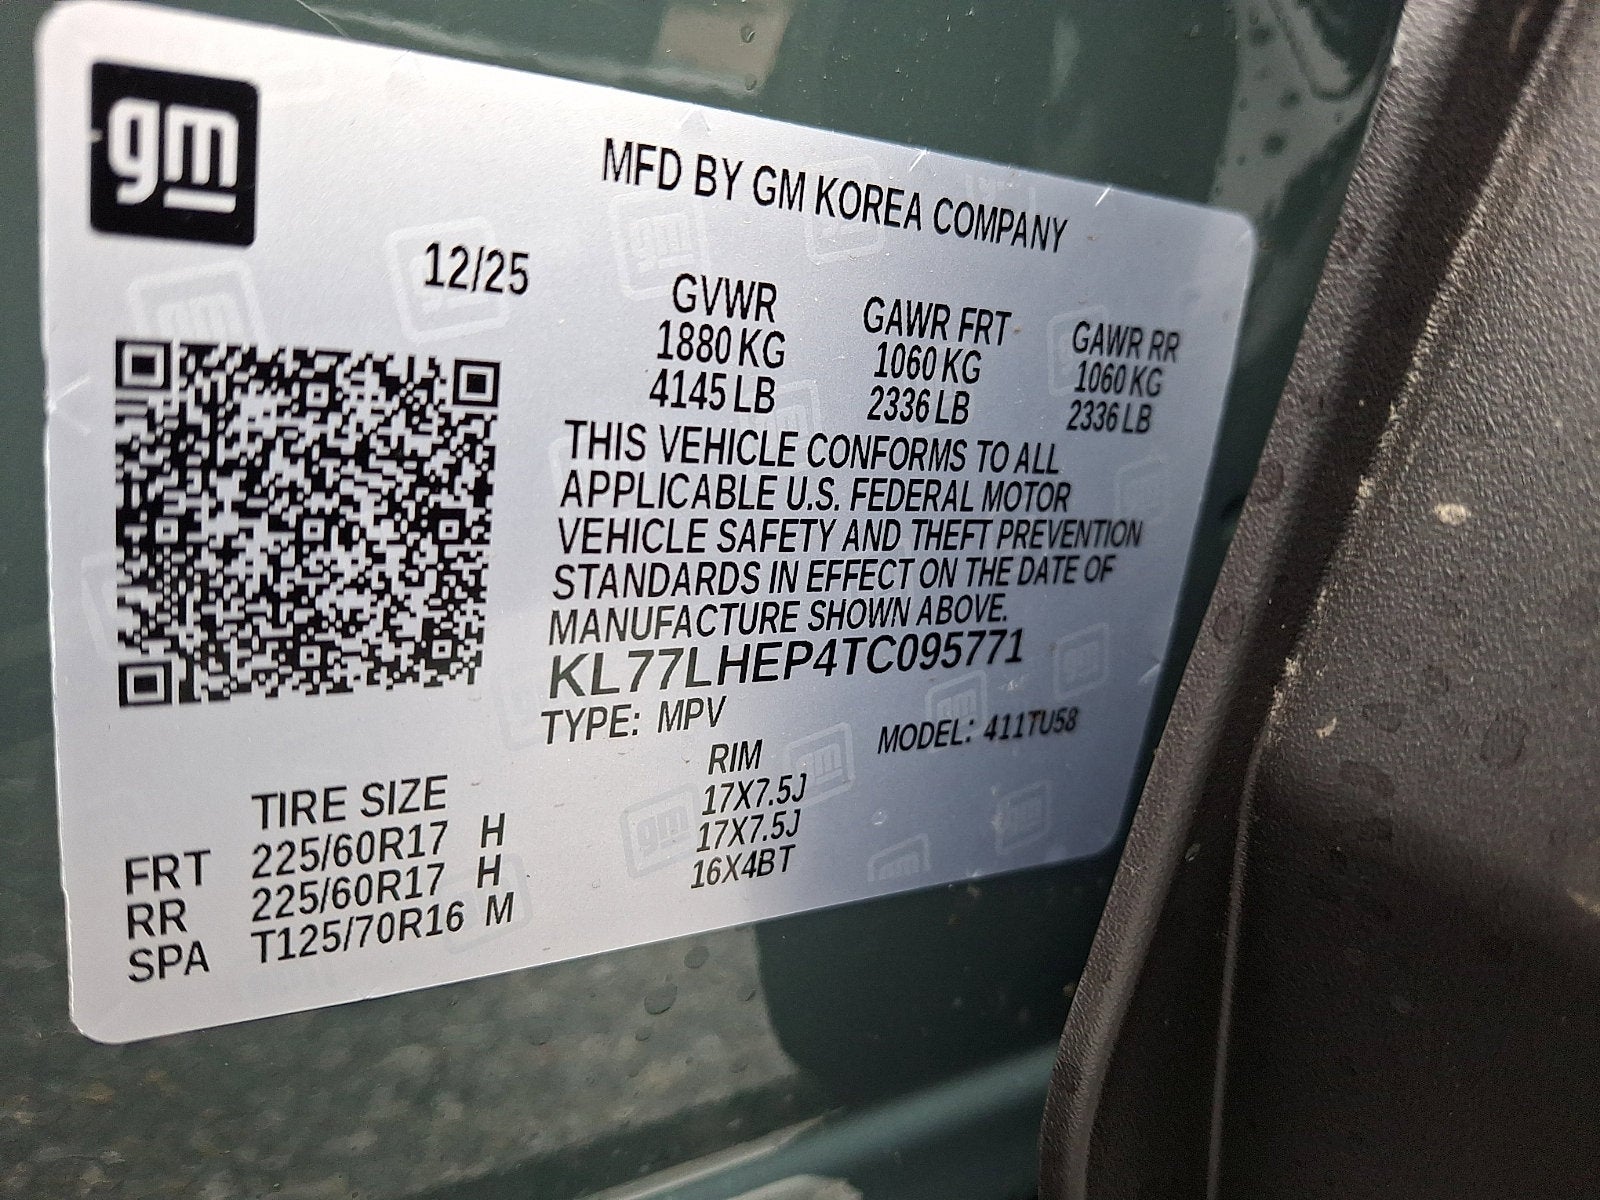 gm
MFD BY GM KOREA COMPANY
12/25
GVWR GAWR FRT GAWR RR
1880 KG 1060 KG 1060 KG
4145 LB 2336 LB 2336 LB
THIS VEHICLE CONFORMS TO ALL
APPLICABLE U.S. FEDERAL MOTOR
VEHICLE SAFETY AND THEFT PREVENTION
STANDARDS IN EFFECT ON THE DATE OF
MANUFACTURE SHOWN ABOVE.
KL77LHEP4TC095771
TYPE: MPV MODEL: 411TU58
TIRE SIZE RIM
FRT 225/60R17 H 17X7.5J
RR 225/60R17 H 17X7.5J
SPA T125/70R16 M 16X4BT